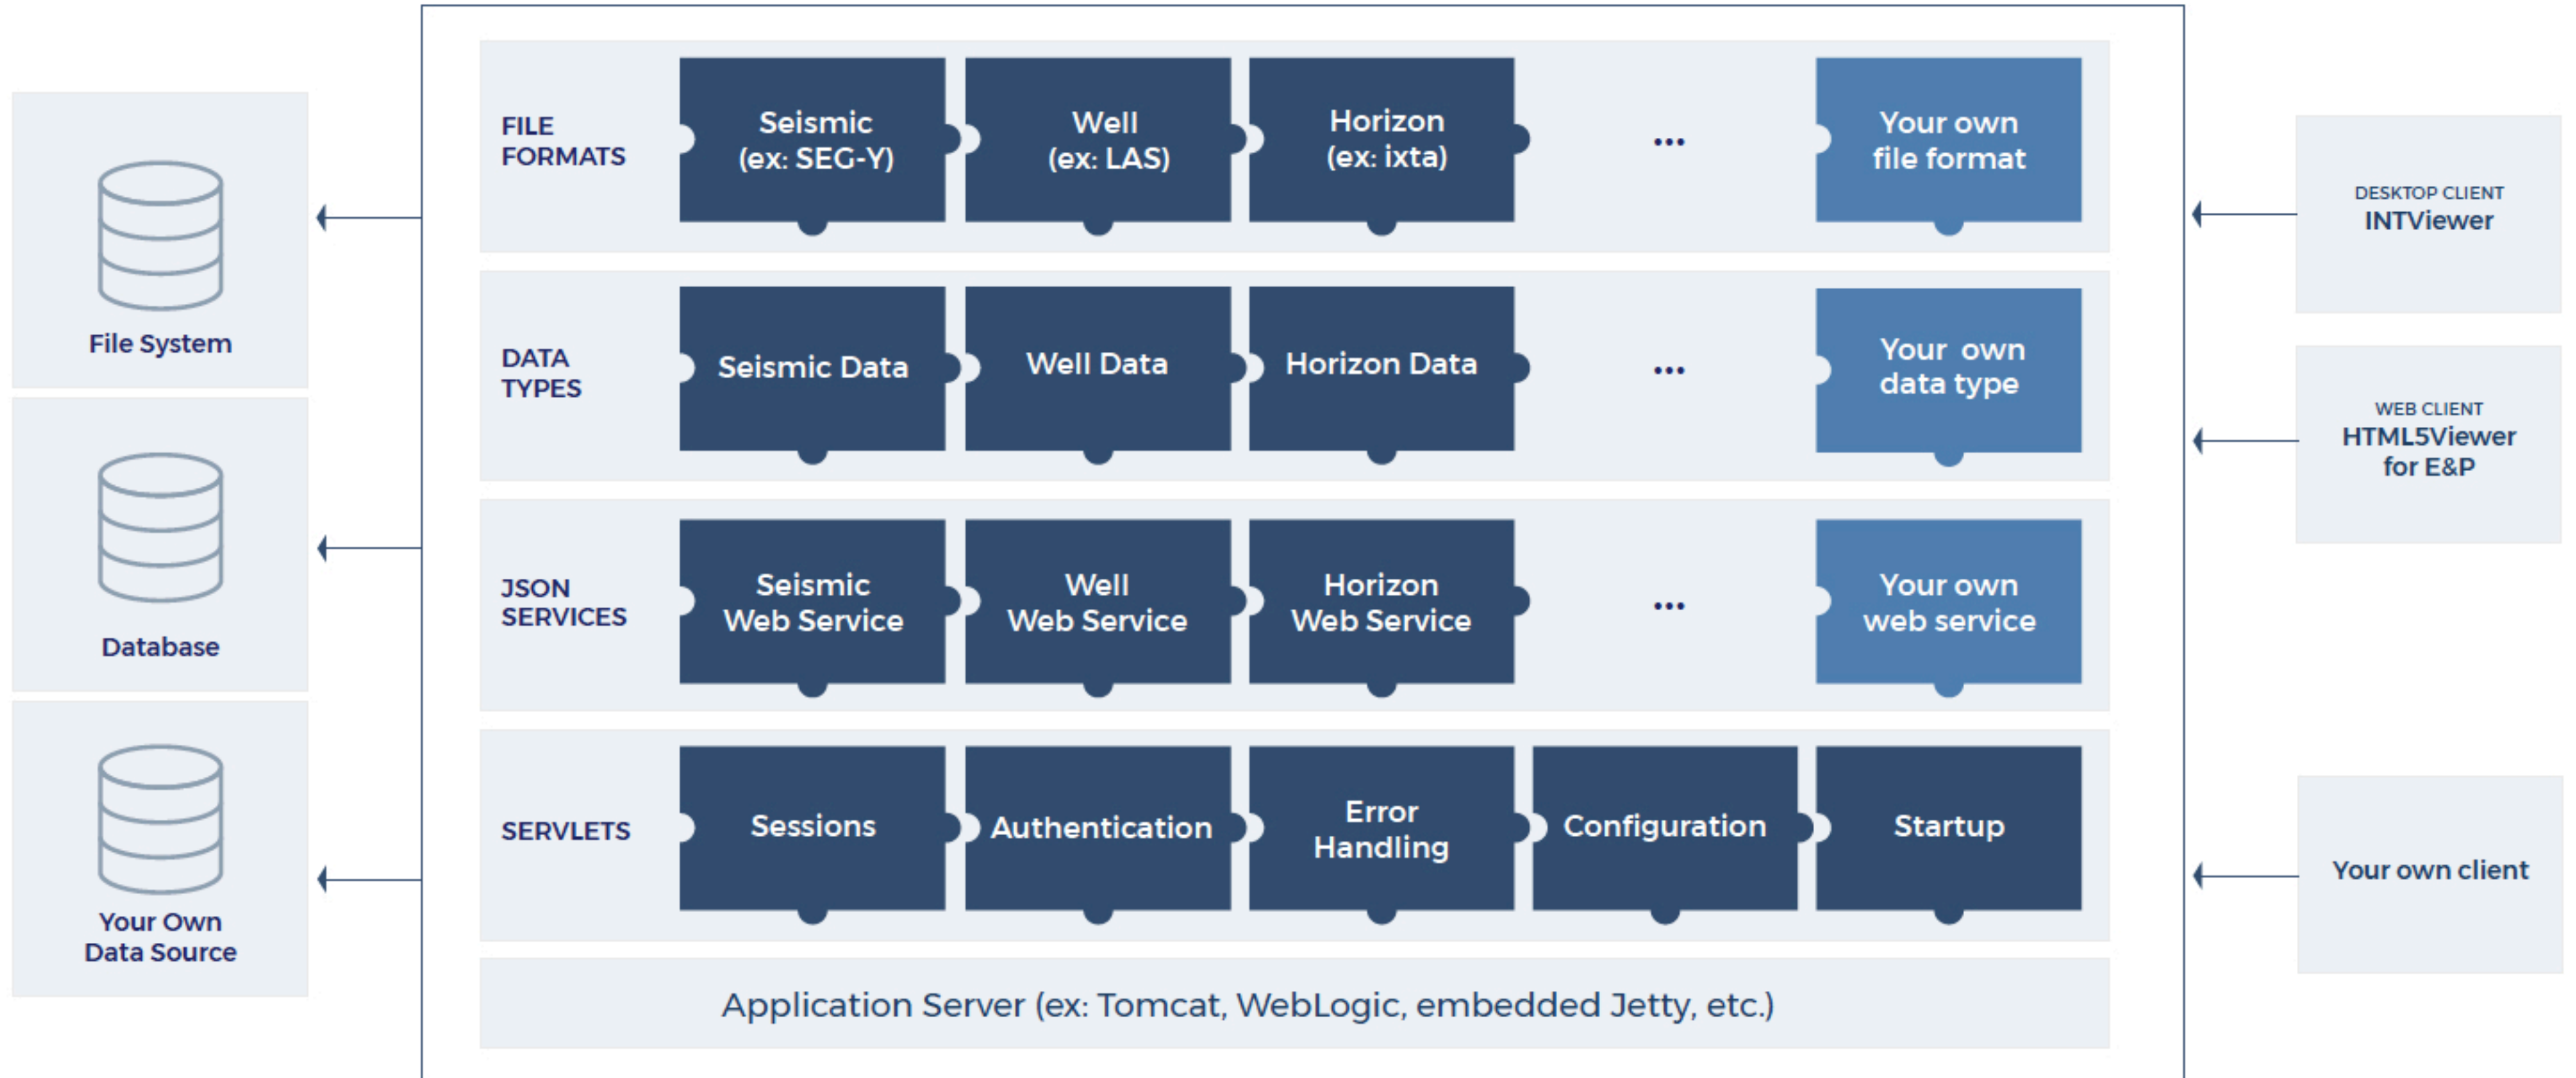 File System
Database
Your Own
Data Source
FILE
FORMATS
Seismic
(ex: SEG-Y)
Well
(ex: LAS)
Horizon
(ex: ixta)
...
Your own
file format
DATA
TYPES
Seismic Data
Well Data
Horizon Data
...
Your own
data type
JSON
SERVICES
Seismic
Web Service
Well
Web Service
Horizon
Web Service
...
Your own
web service
SERVLETS
Sessions
Authentication
Error
Handling
Configuration
Startup
Application Server (ex: Tomcat, WebLogic, embedded Jetty, etc.)
DESKTOP CLIENT
INTViewer
WEB CLIENT
HTML5Viewer
for E&P
Your own client